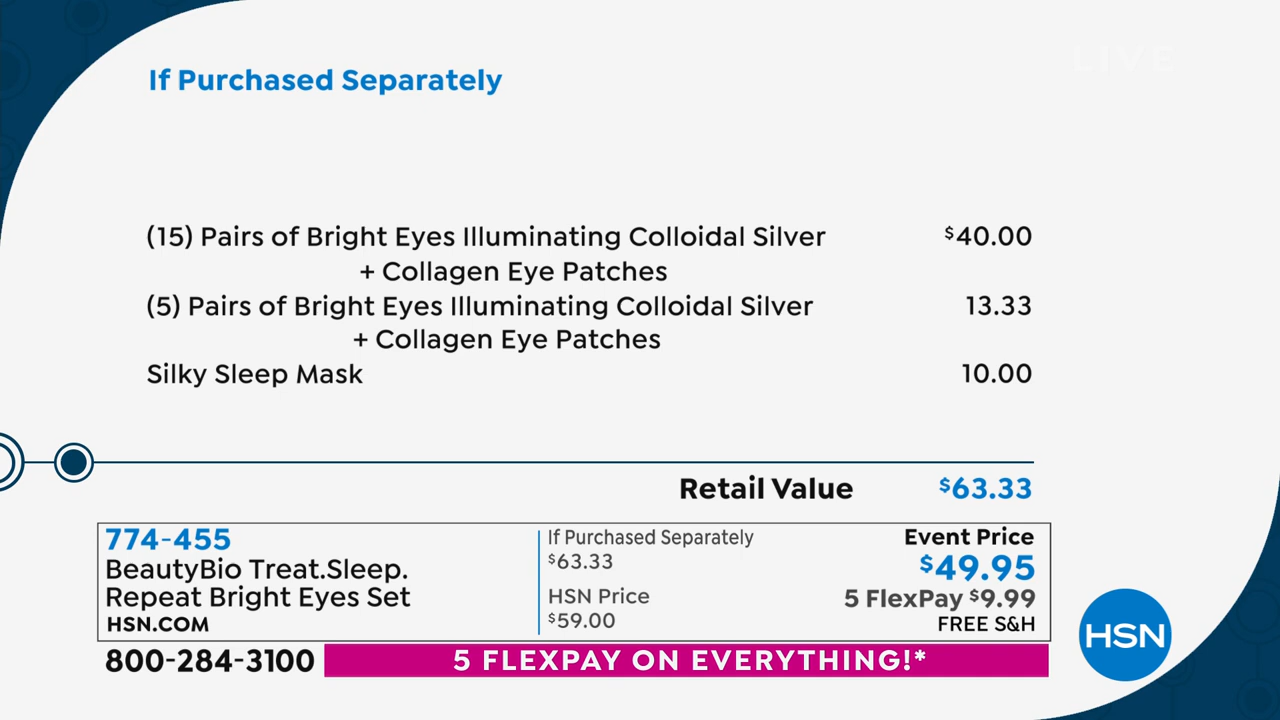 LIVE
If Purchased Separately
(15) Pairs of Bright Eyes Illuminating Colloidal Silver $40.00
+ Collagen Eye Patches
(5) Pairs of Bright Eyes Illuminating Colloidal Silver 13.33
+ Collagen Eye Patches
Silky Sleep Mask 10.00
Retail Value $63.33
774-455
BeautyBio Treat.Sleep.
Repeat Bright Eyes Set
HSN.COM
If Purchased Separately
$63.33
HSN Price
$59.00
Event Price
$49.95
5 FlexPay $9.99
FREE S&H
HSN
800-284-3100
5 FLEXPAY ON EVERYTHING!*